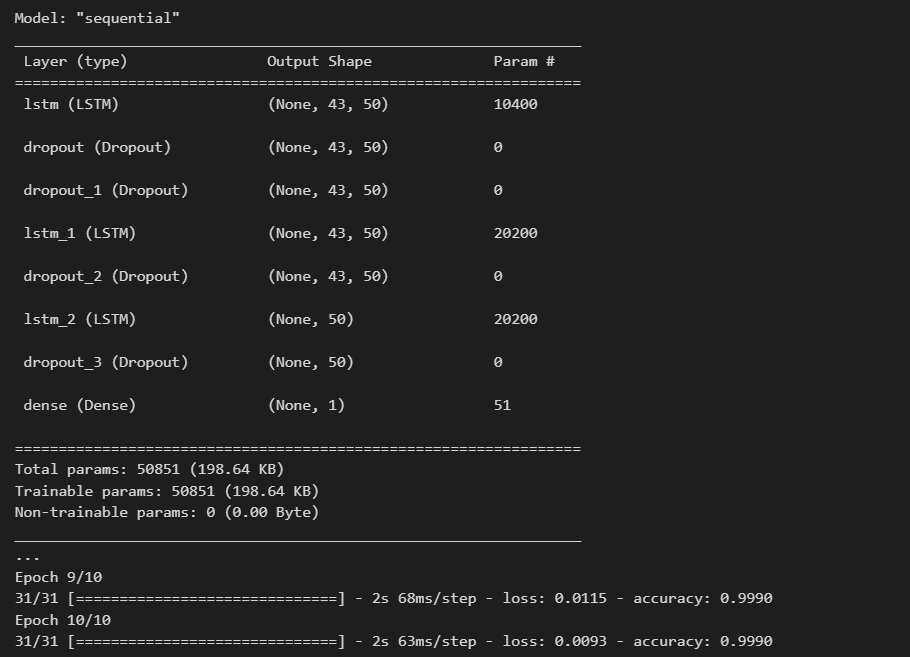 Model: "sequential"
_________________________________________________________________
Layer (type) Output Shape Param #
=================================================================
lstm (LSTM) (None, 43, 50) 10400
dropout (Dropout) (None, 43, 50) 0
dropout_1 (Dropout) (None, 43, 50) 0
lstm_1 (LSTM) (None, 43, 50) 20200
dropout_2 (Dropout) (None, 43, 50) 0
lstm_2 (LSTM) (None, 50) 20200
dropout_3 (Dropout) (None, 50) 0
dense (Dense) (None, 1) 51
=================================================================
Total params: 50851 (198.64 KB)
Trainable params: 50851 (198.64 KB)
Non-trainable params: 0 (0.00 Byte)
_________________________________________________________________
...
Epoch 9/10
31/31 [==============================] - 2s 68ms/step - loss: 0.0115 - accuracy: 0.9990
Epoch 10/10
31/31 [==============================] - 2s 63ms/step - loss: 0.0093 - accuracy: 0.9990